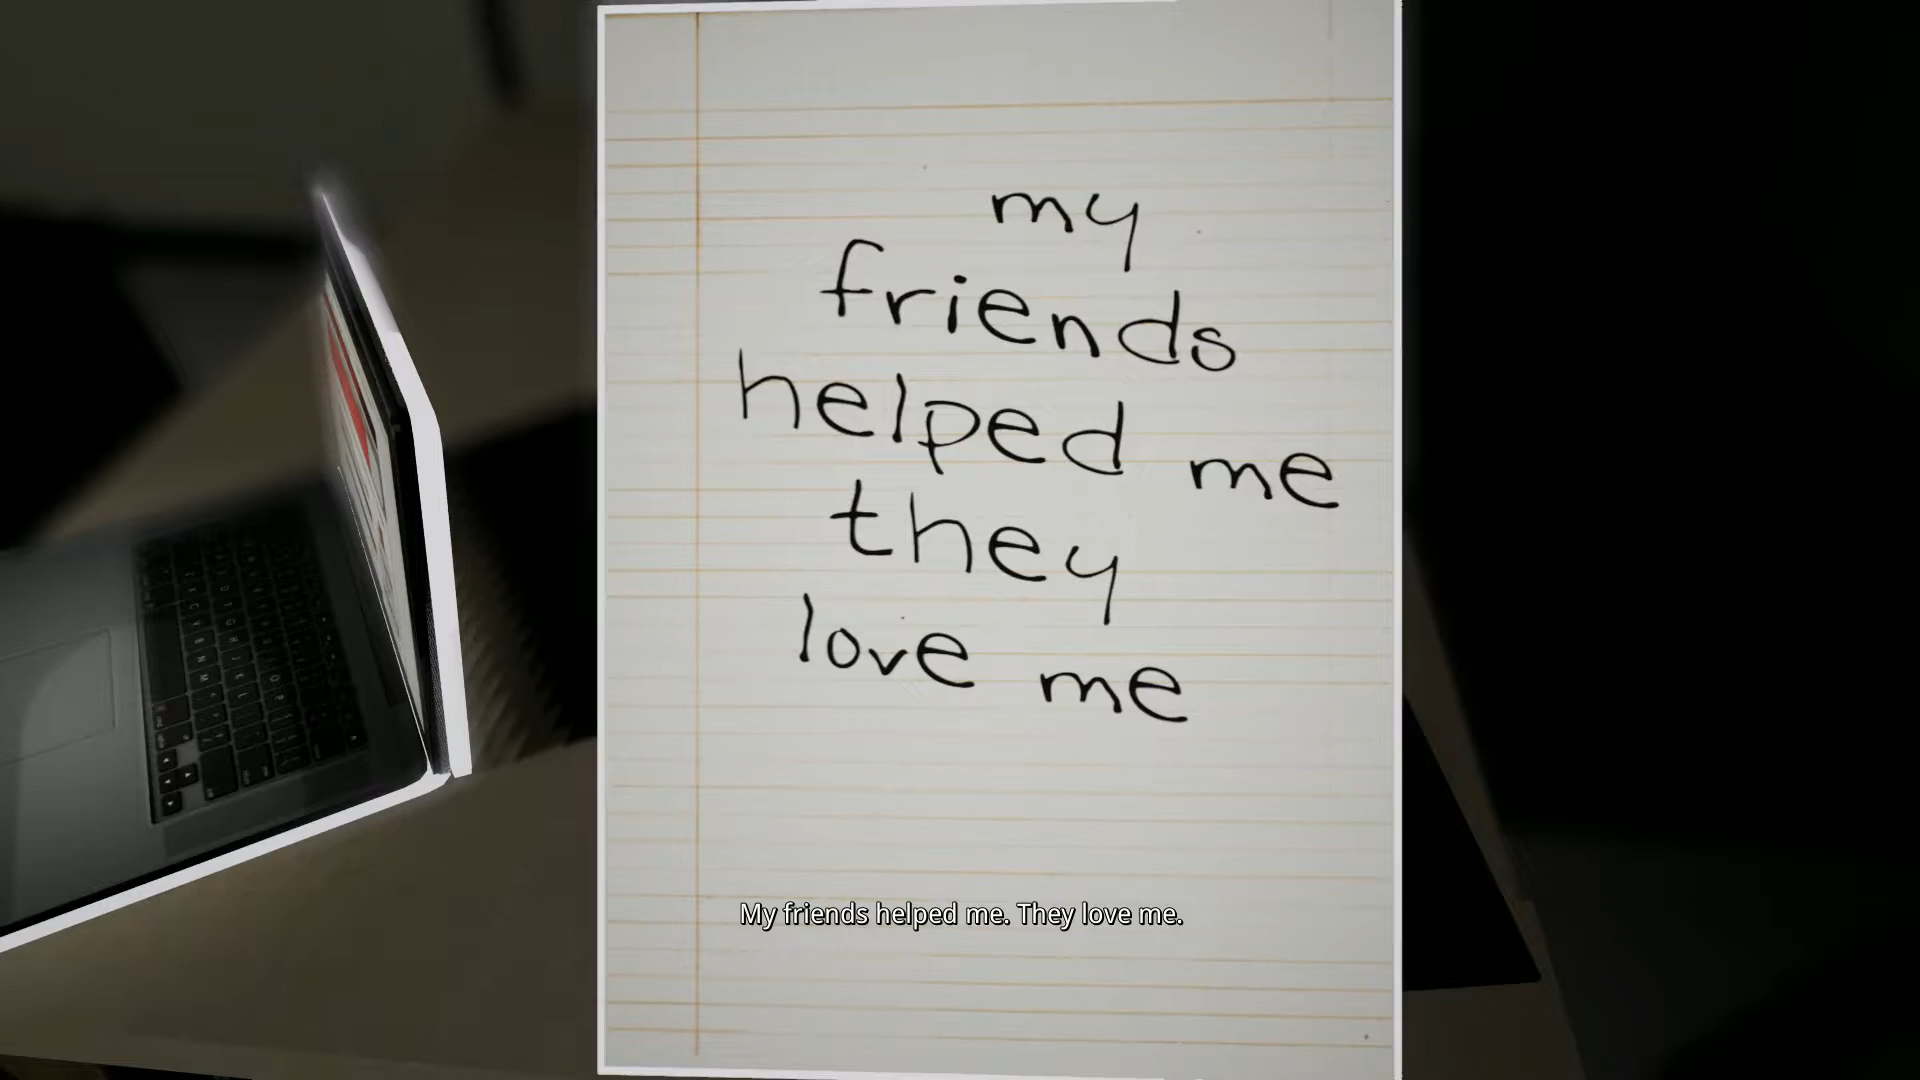 my
friends
helped me
they
love me
My friends helped me. They love me.